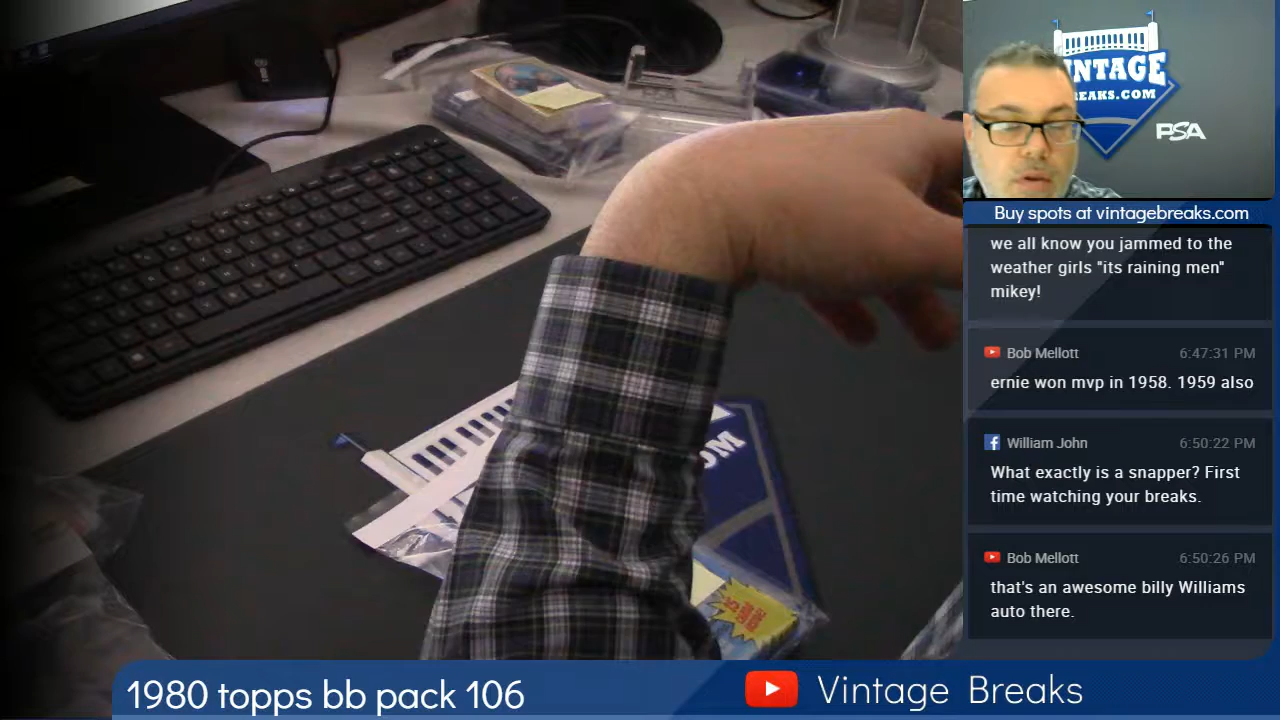 VINTAGE
BREAKS.COM
PSA
Buy spots at vintagebreaks.com
we all know you jammed to the
weather girls "its raining men"
mikey!
Bob Mellott 6:47:31 PM
ernie won mvp in 1958. 1959 also
William John 6:50:22 PM
What exactly is a snapper? First
time watching your breaks.
Bob Mellott 6:50:26 PM
that's an awesome billy Williams
auto there.
OM
1980 topps bb pack 106
Vintage Breaks